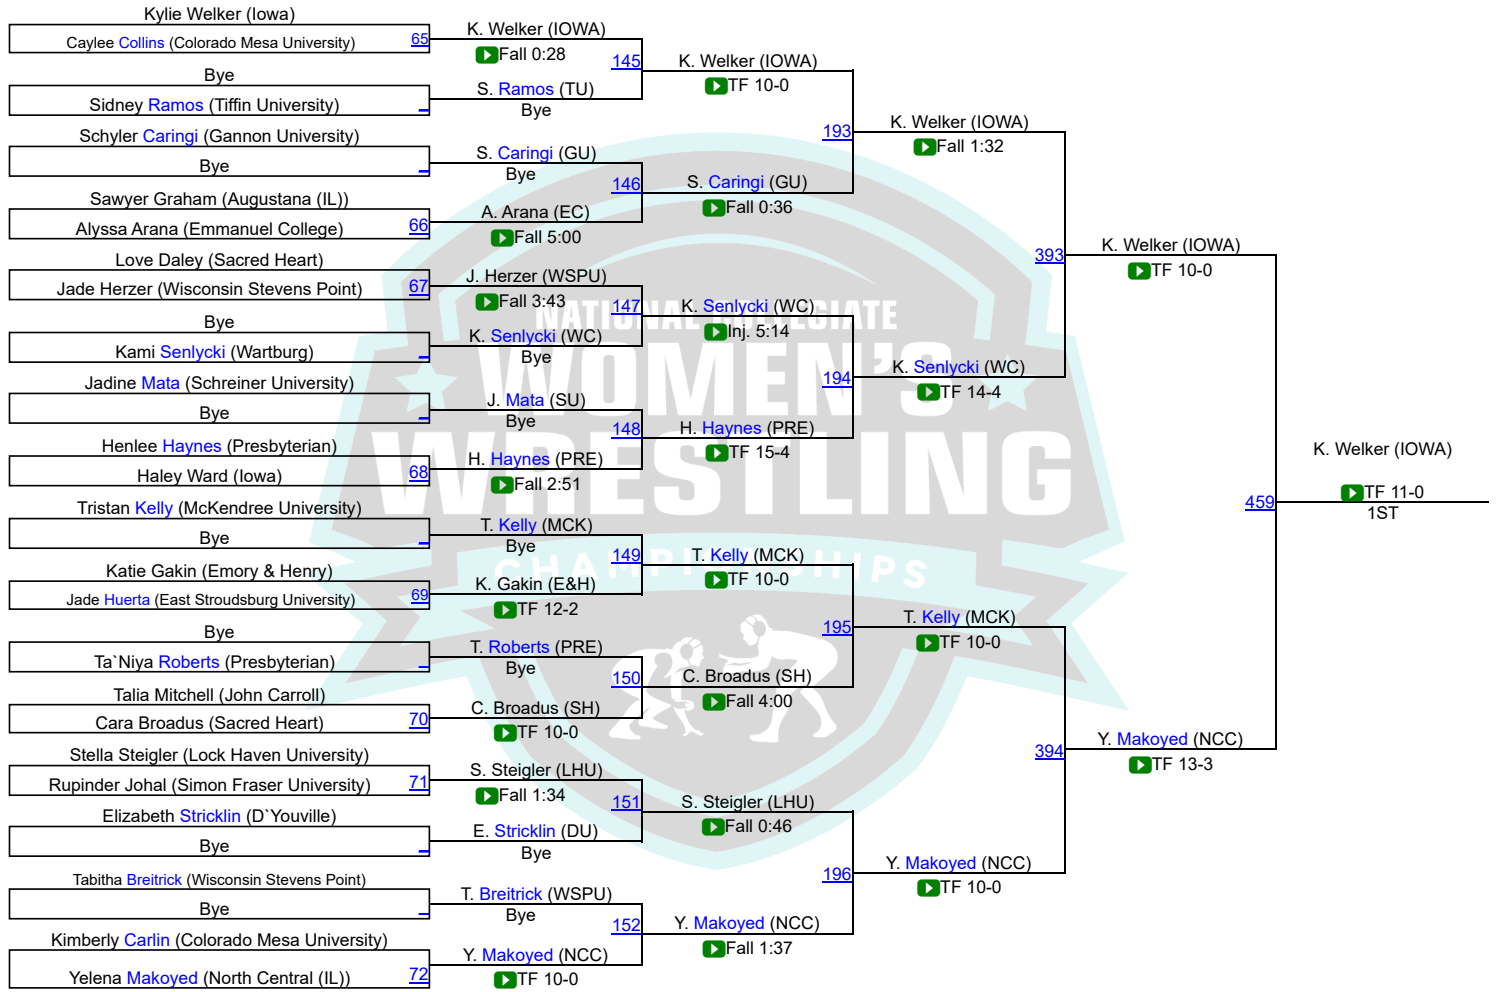 Kylie Welker (Iowa)
Caylee Collins (Colorado Mesa University) 65
Bye
Sidney Ramos (Tiffin University)
Schyler Caringi (Gannon University)
Bye
Sawyer Graham (Augustana (IL))
Alyssa Arana (Emmanuel College) 66
Love Daley (Sacred Heart)
Jade Herzer (Wisconsin Stevens Point) 67
Bye
Kami Senlycki (Wartburg)
Jadine Mata (Schreiner University)
Bye
Henlee Haynes (Presbyterian)
Haley Ward (Iowa) 68
Tristan Kelly (McKendree University)
Bye
Katie Gakin (Emory & Henry)
Jade Huerta (East Stroudsburg University) 69
Bye
Ta`Niya Roberts (Presbyterian)
Talia Mitchell (John Carroll)
Cara Broadus (Sacred Heart) 70
Stella Steigler (Lock Haven University)
Rupinder Johal (Simon Fraser University) 71
Elizabeth Stricklin (D`Youville)
Bye
Tabitha Breitrick (Wisconsin Stevens Point)
Bye
Kimberly Carlin (Colorado Mesa University)
Yelena Makoyed (North Central (IL)) 72
K. Welker (IOWA)
Fall 0:28
145
S. Ramos (TU)
Bye
S. Caringi (GU)
Bye
146
A. Arana (EC)
Fall 5:00
J. Herzer (WSPU)
Fall 3:43
147
K. Senlycki (WC)
Bye
J. Mata (SU)
Bye
148
H. Haynes (PRE)
Fall 2:51
T. Kelly (MCK)
Bye
149
K. Gakin (E&H)
TF 12-2
T. Roberts (PRE)
Bye
150
C. Broadus (SH)
TF 10-0
S. Steigler (LHU)
Fall 1:34
151
E. Stricklin (DU)
Bye
T. Breitrick (WSPU)
Bye
152
Y. Makoyed (NCC)
TF 10-0
K. Welker (IOWA)
TF 10-0
193
S. Caringi (GU)
Fall 0:36
K. Senlycki (WC)
Inj. 5:14
194
H. Haynes (PRE)
TF 15-4
T. Kelly (MCK)
TF 10-0
195
C. Broadus (SH)
Fall 4:00
S. Steigler (LHU)
Fall 0:46
196
Y. Makoyed (NCC)
Fall 1:37
K. Welker (IOWA)
Fall 1:32
393
K. Senlycki (WC)
TF 14-4
T. Kelly (MCK)
TF 10-0
394
Y. Makoyed (NCC)
TF 10-0
K. Welker (IOWA)
TF 10-0
459
Y. Makoyed (NCC)
TF 13-3
K. Welker (IOWA)
TF 11-0
1ST
NATIONAL COLLEGIATE
WOMEN'S
WRESTLING
CHAMPIONSHIPS